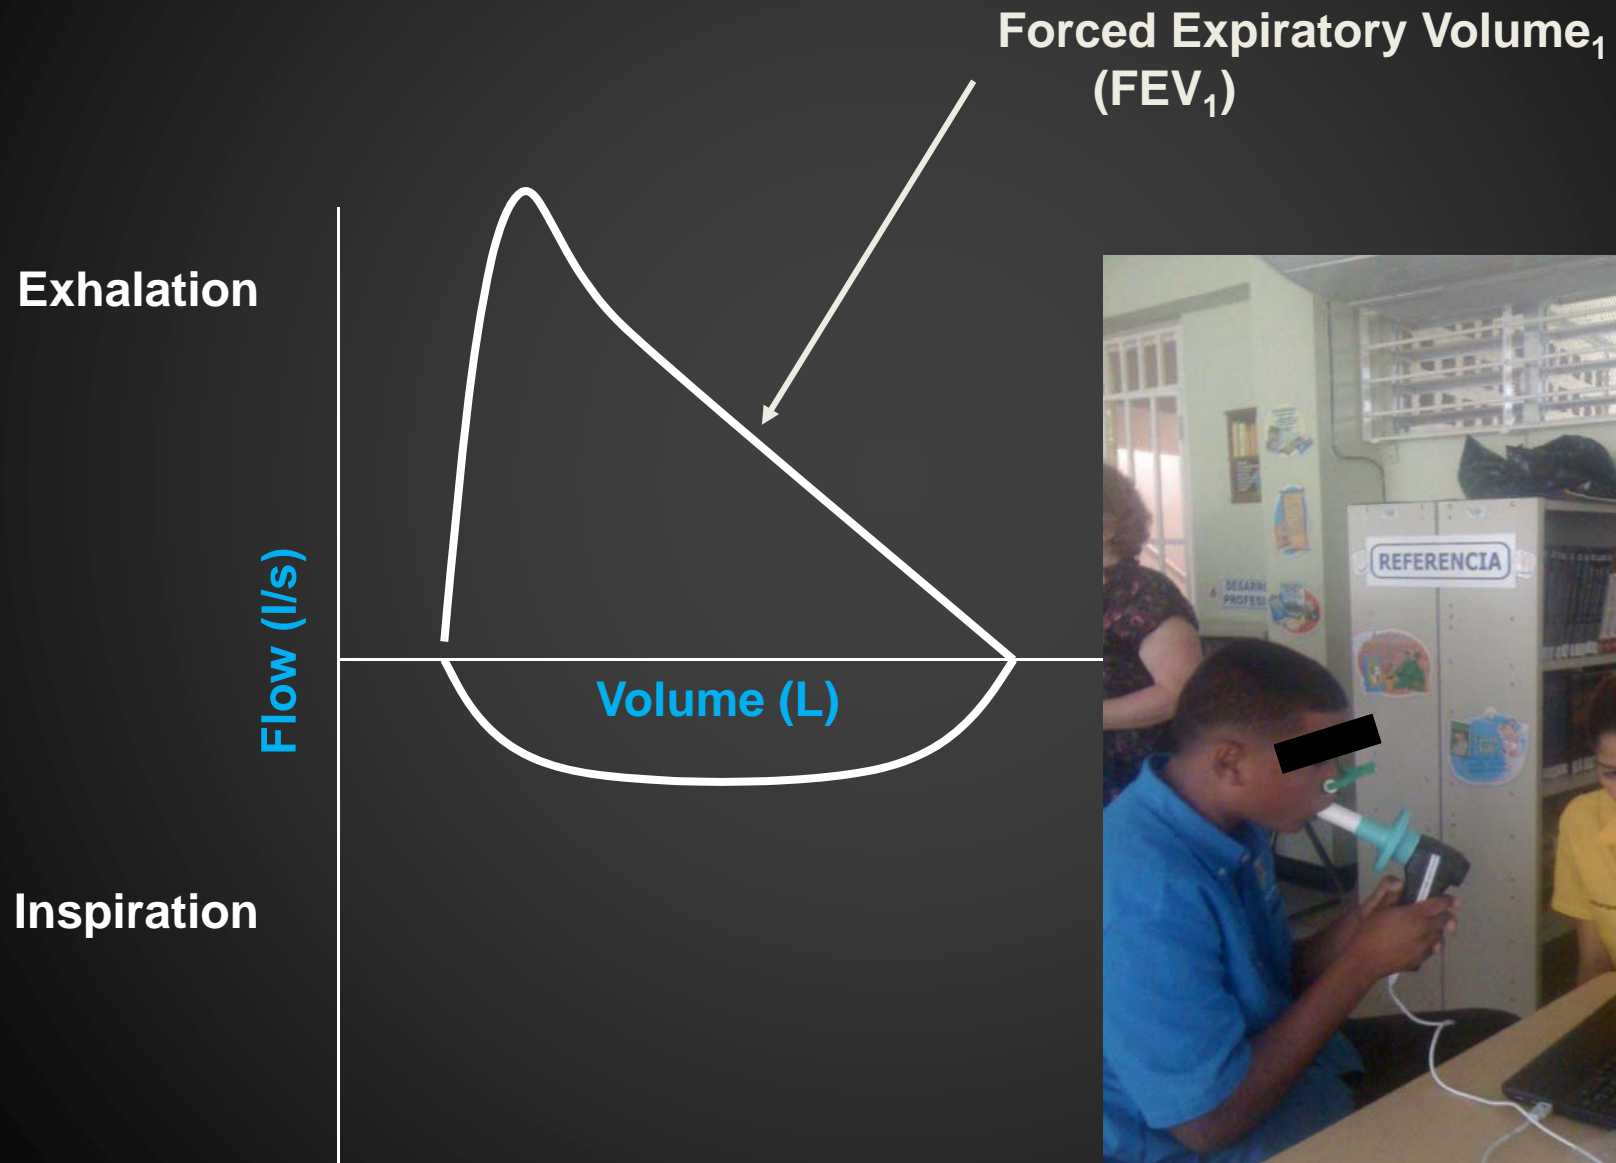 Forced Expiratory Volume₁
(FEV₁)
Exhalation
Flow (l/s)
Volume (L)
Inspiration
REFERENCIA